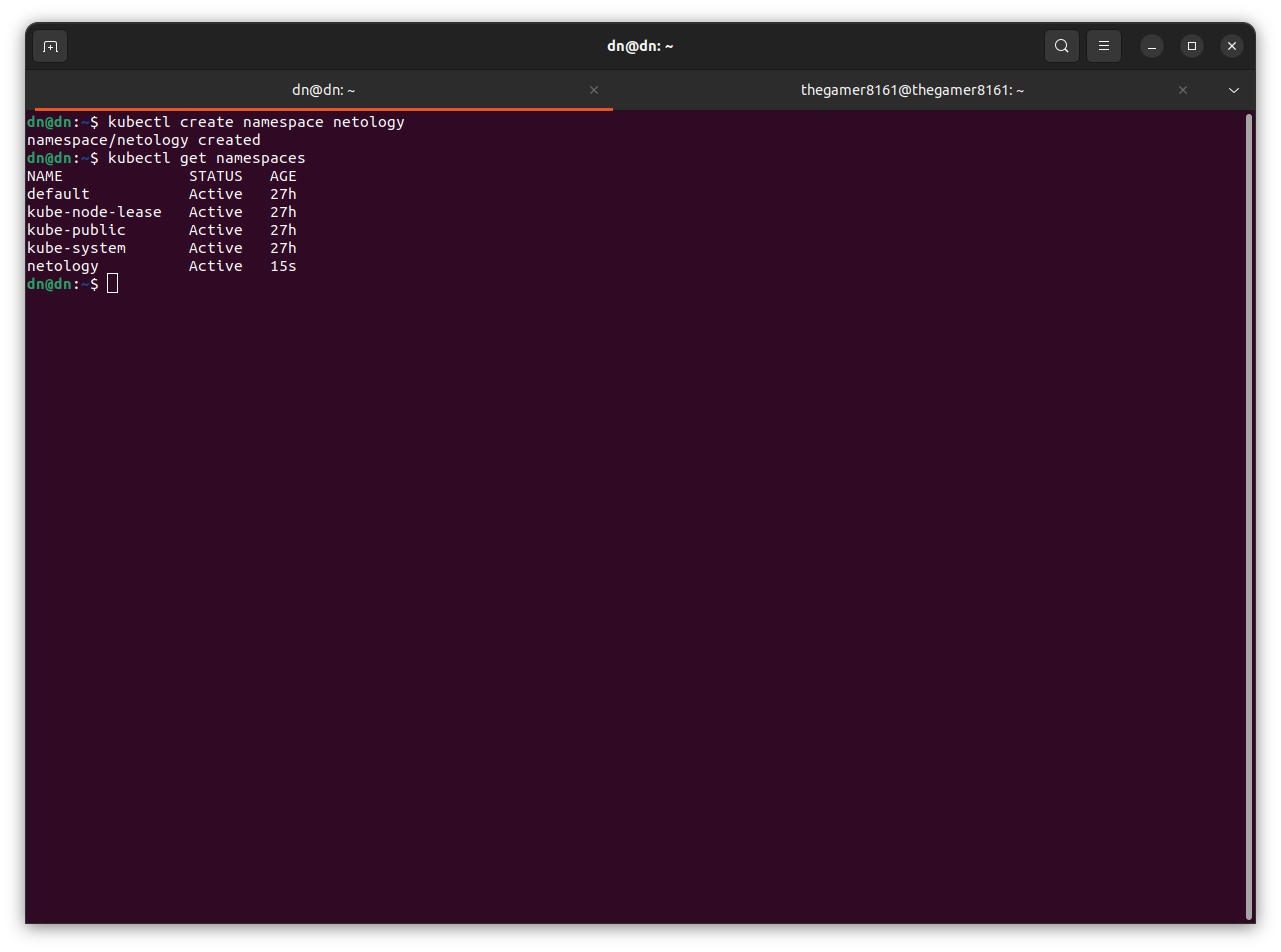 dn@dn: ~
dn@dn: ~
thegamer8161@thegamer8161: ~
dn@dn:~$ kubectl create namespace netology
namespace/netology created
dn@dn:~$ kubectl get namespaces
NAME              STATUS   AGE
default           Active   27h
kube-node-lease   Active   27h
kube-public       Active   27h
kube-system       Active   27h
netology          Active   15s
dn@dn:~$